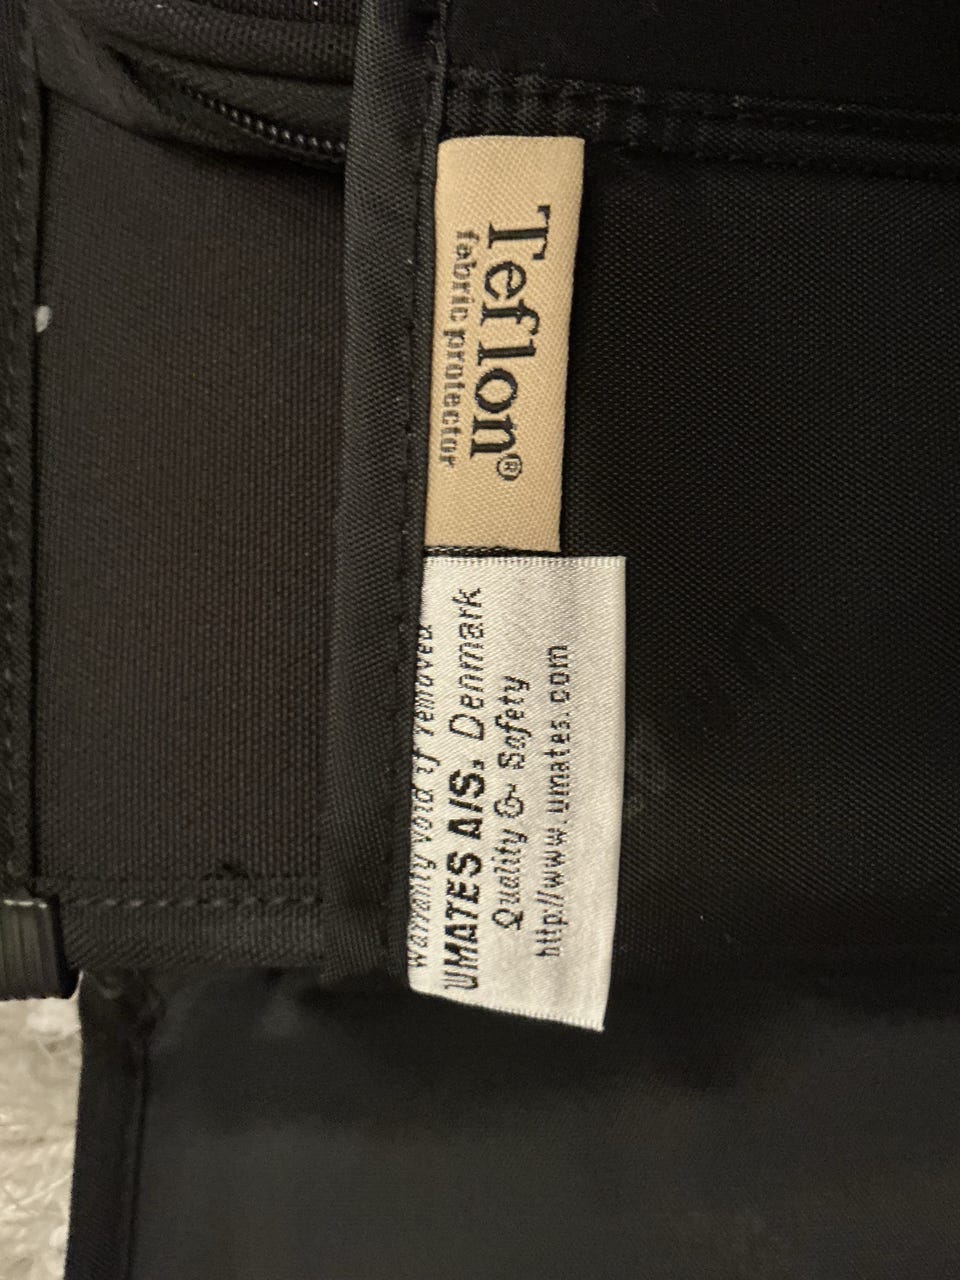 Teflon®
fabric protector
Warranty void if removed
UMATES A/S. Denmark
Quality & Safety
http://www.umates.com